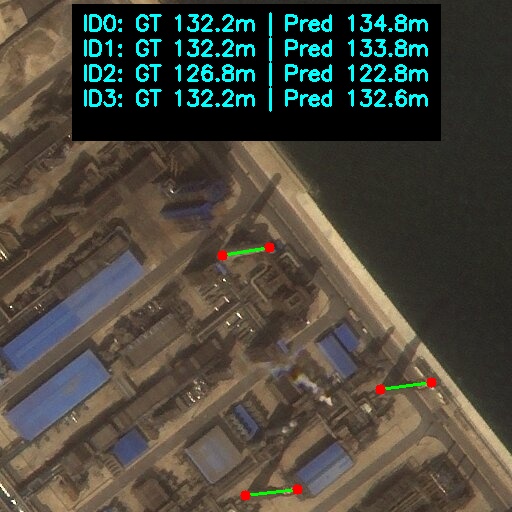 ID0: GT 132.2m | Pred 134.8m
ID1: GT 132.2m | Pred 133.8m
ID2: GT 126.8m | Pred 122.8m
ID3: GT 132.2m | Pred 132.6m